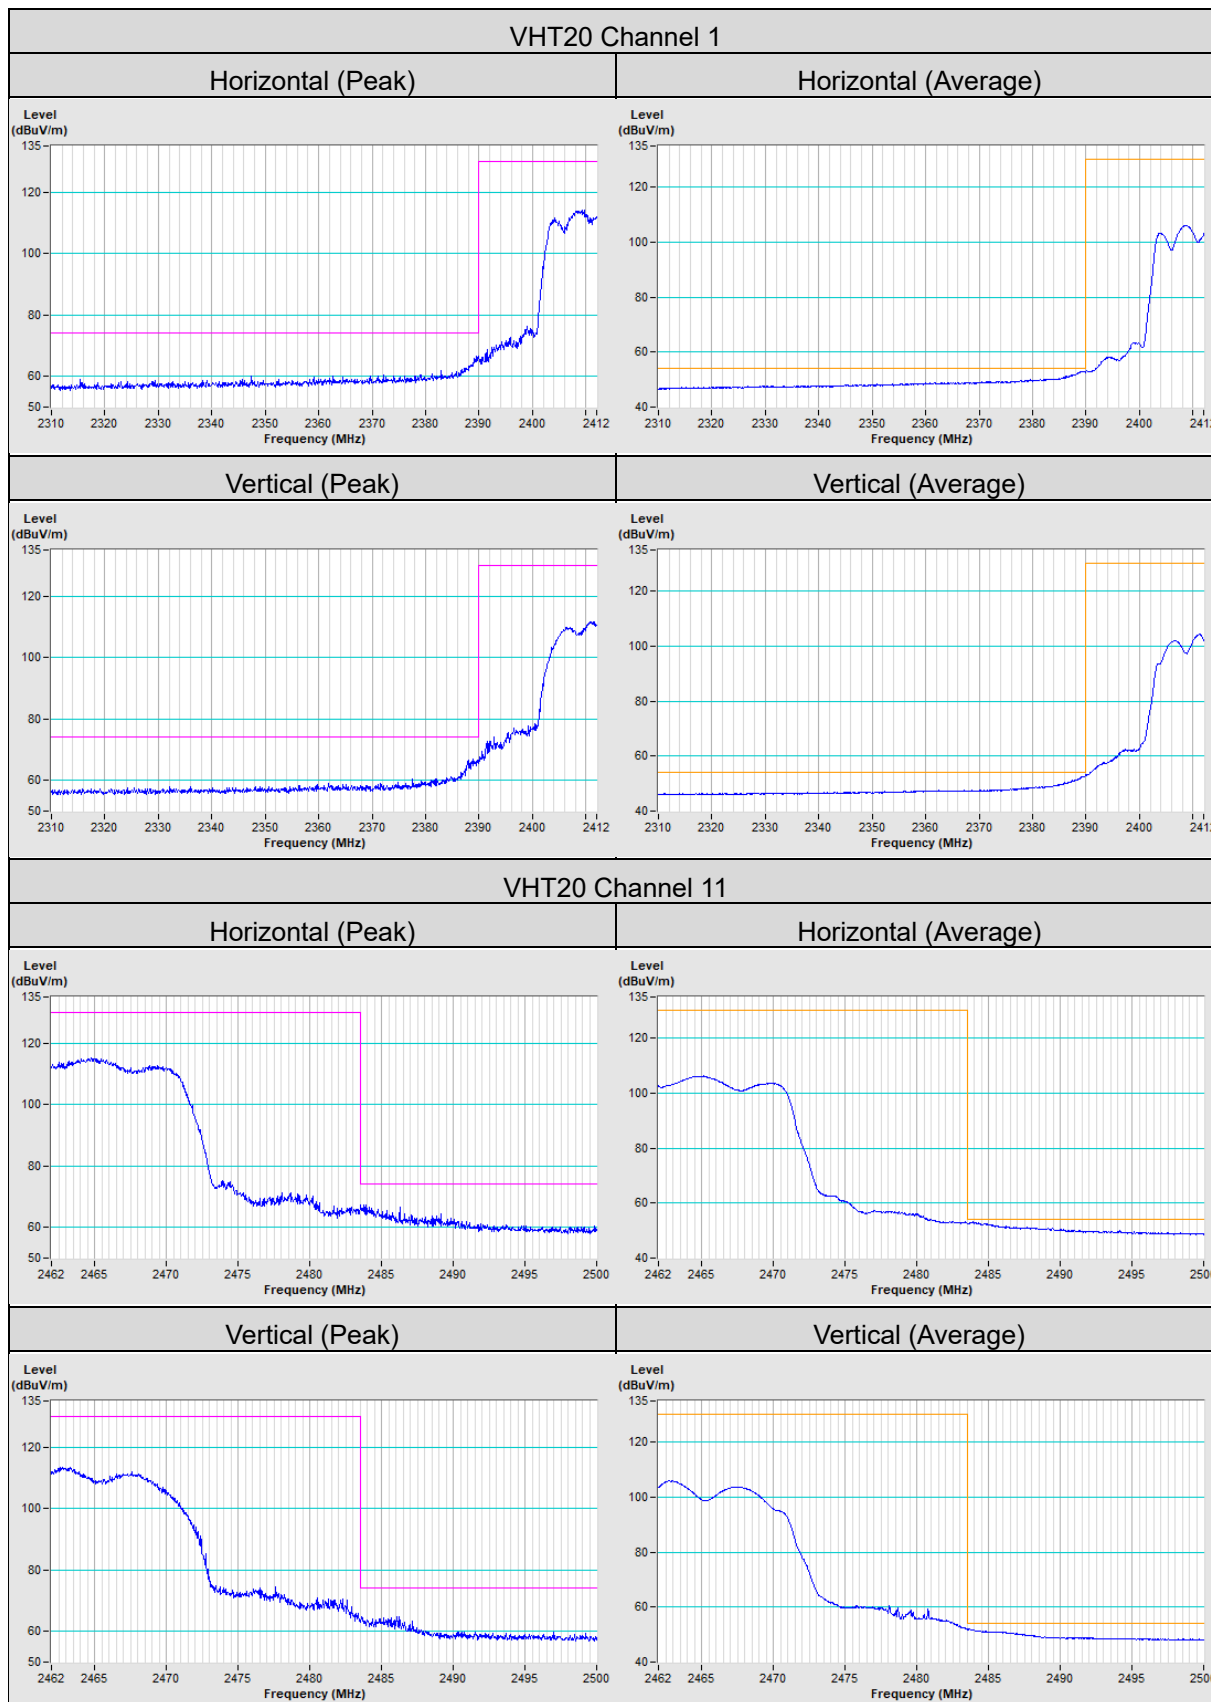 VHT20 Channel 1
Horizontal (Peak) Horizontal (Average)
Level
(dBuV/m)
135
120
100
80
60
50
2310 2320 2330 2340 2350 2360 2370 2380 2390 2400 2412
Frequency (MHz)
Level
(dBuV/m)
135
120
100
80
60
40
2310 2320 2330 2340 2350 2360 2370 2380 2390 2400 2412
Frequency (MHz)
Vertical (Peak) Vertical (Average)
Level
(dBuV/m)
135
120
100
80
60
50
2310 2320 2330 2340 2350 2360 2370 2380 2390 2400 2412
Frequency (MHz)
Level
(dBuV/m)
135
120
100
80
60
40
2310 2320 2330 2340 2350 2360 2370 2380 2390 2400 2412
Frequency (MHz)
VHT20 Channel 11
Horizontal (Peak) Horizontal (Average)
Level
(dBuV/m)
135
120
100
80
60
50
2462 2465 2470 2475 2480 2485 2490 2495 2500
Frequency (MHz)
Level
(dBuV/m)
135
120
100
80
60
40
2462 2465 2470 2475 2480 2485 2490 2495 2500
Frequency (MHz)
Vertical (Peak) Vertical (Average)
Level
(dBuV/m)
135
120
100
80
60
50
2462 2465 2470 2475 2480 2485 2490 2495 2500
Frequency (MHz)
Level
(dBuV/m)
135
120
100
80
60
40
2462 2465 2470 2475 2480 2485 2490 2495 2500
Frequency (MHz)